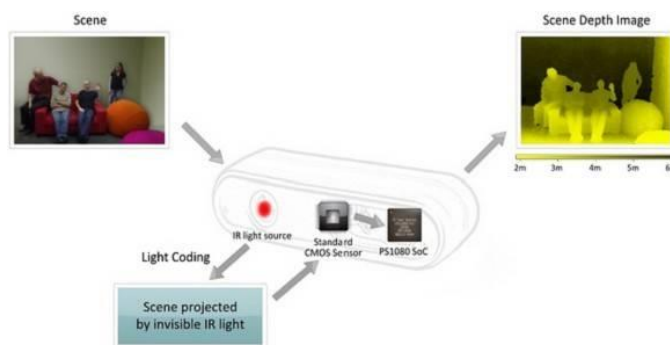 Scene
Scene Depth Image
2m 3m 4m 5m
IR light source
Standard
CMOS Sensor
PS1080 SoC
Light Coding
Scene projected
by invisible IR light